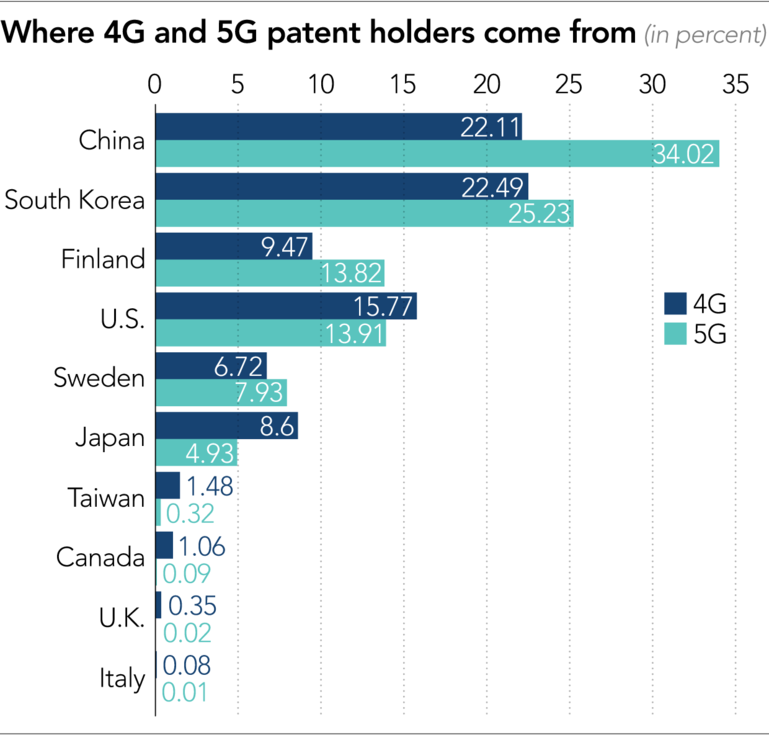 Where 4G and 5G patent holders come from (in percent)
0 5 10 15 20 25 30 35
China
22.11
34.02
South Korea
22.49
25.23
Finland
9.47
13.82
U.S.
15.77
13.91
4G
5G
Sweden
6.72
7.93
Japan
8.6
4.93
Taiwan
1.48
0.32
Canada
1.06
0.09
U.K.
0.35
0.02
Italy
0.08
0.01